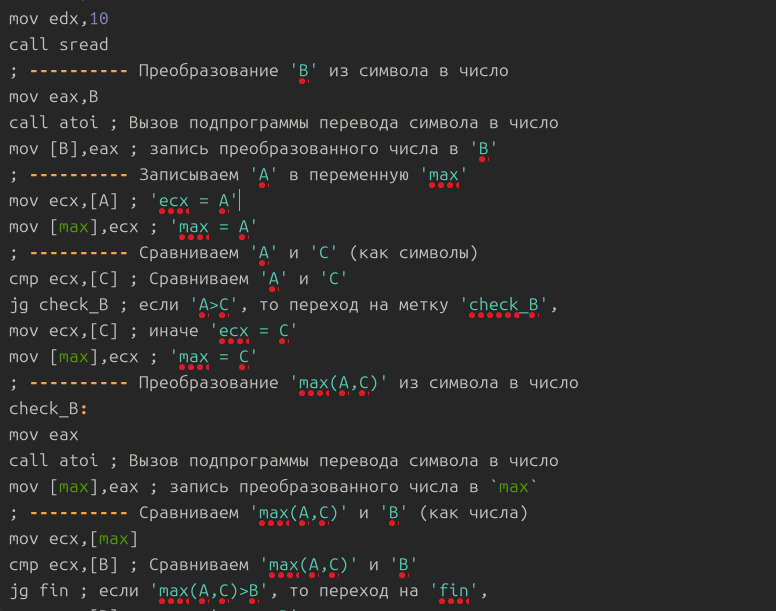 mov edx,10
call sread
; ---------- Преобразование 'B' из символа в число
mov eax,B
call atoi ; Вызов подпрограммы перевода символа в число
mov [B],eax ; запись преобразованного числа в 'B'
; ---------- Записываем 'A' в переменную 'max'
mov ecx,[A] ; 'ecx = A'
mov [max],ecx ; 'max = A'
; ---------- Сравниваем 'A' и 'C' (как символы)
cmp ecx,[C] ; Сравниваем 'A' и 'C'
jg check_B ; если 'A>C', то переход на метку 'check_B',
mov ecx,[C] ; иначе 'ecx = C'
mov [max],ecx ; 'max = C'
; ---------- Преобразование 'max(A,C)' из символа в число
check_B:
mov eax
call atoi ; Вызов подпрограммы перевода символа в число
mov [max],eax ; запись преобразованного числа в `max`
; ---------- Сравниваем 'max(A,C)' и 'B' (как числа)
mov ecx,[max]
cmp ecx,[B] ; Сравниваем 'max(A,C)' и 'B'
jg fin ; если 'max(A,C)>B', то переход на 'fin',